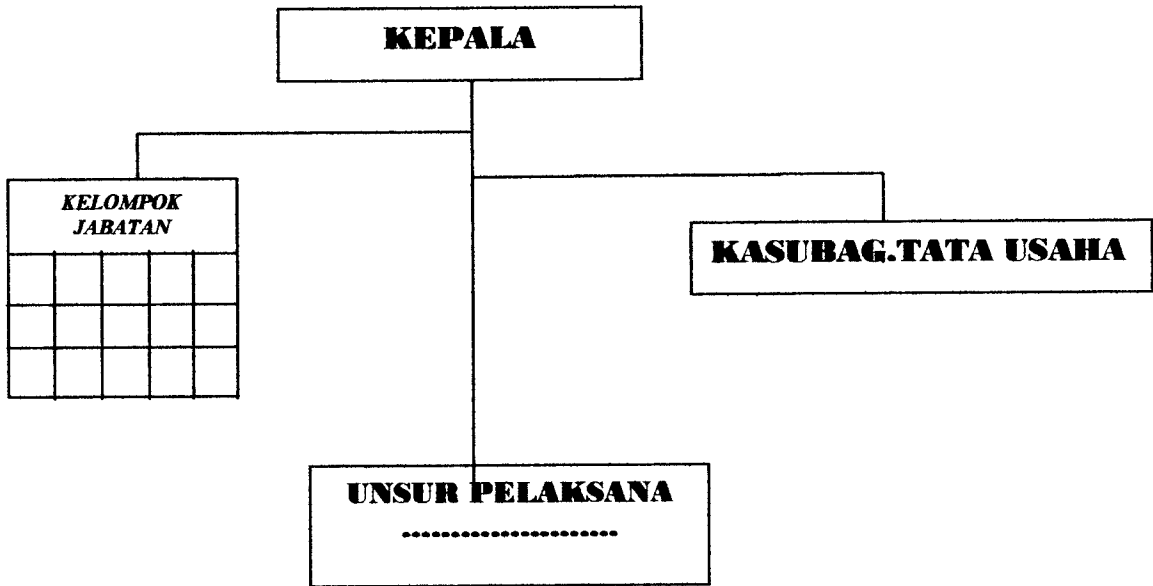 KEPALA
KELOMPOK
JABATAN
KASUBAG.TATA USAHA
UNSUR PELAKSANA
......................